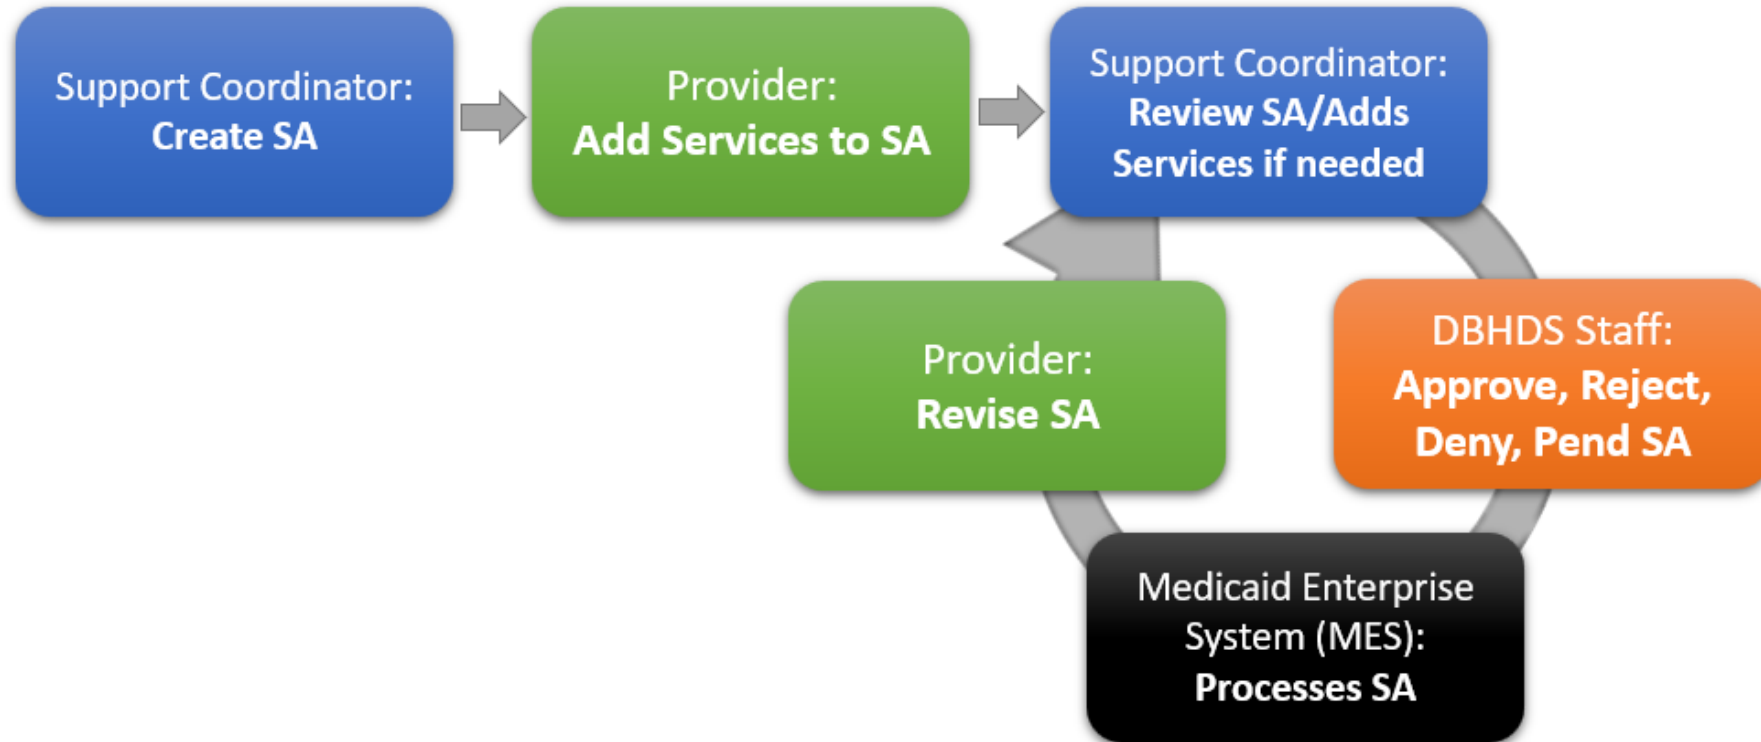 Support Coordinator:
Create SA
Provider:
Add Services to SA
Support Coordinator:
Review SA/Adds
Services if needed
DBHDS Staff:
Approve, Reject,
Deny, Pend SA
Medicaid Enterprise
System (MES):
Processes SA
Provider:
Revise SA